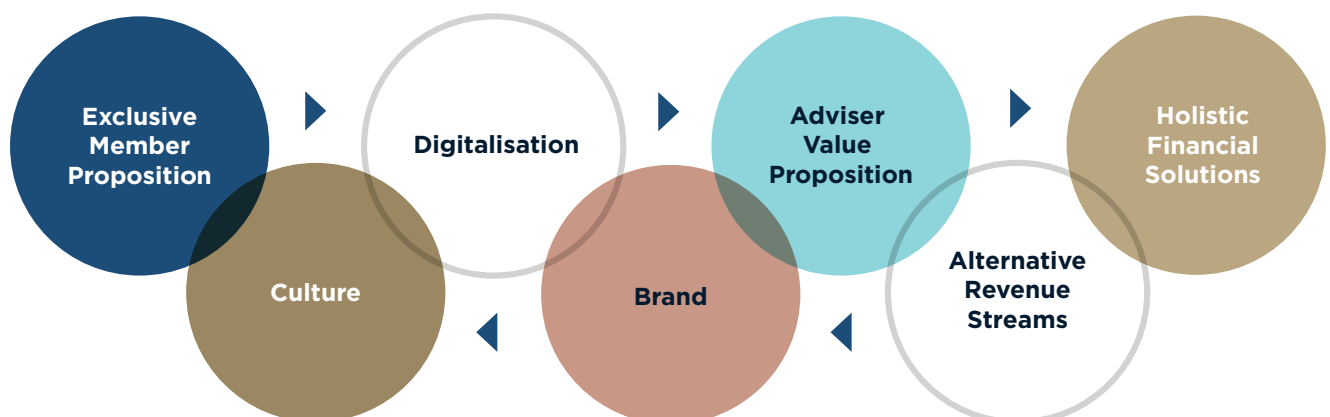 Exclusive
Member
Proposition
Digitalisation
Adviser
Value
Proposition
Holistic
Financial
Solutions
Culture
Brand
Alternative
Revenue
Streams